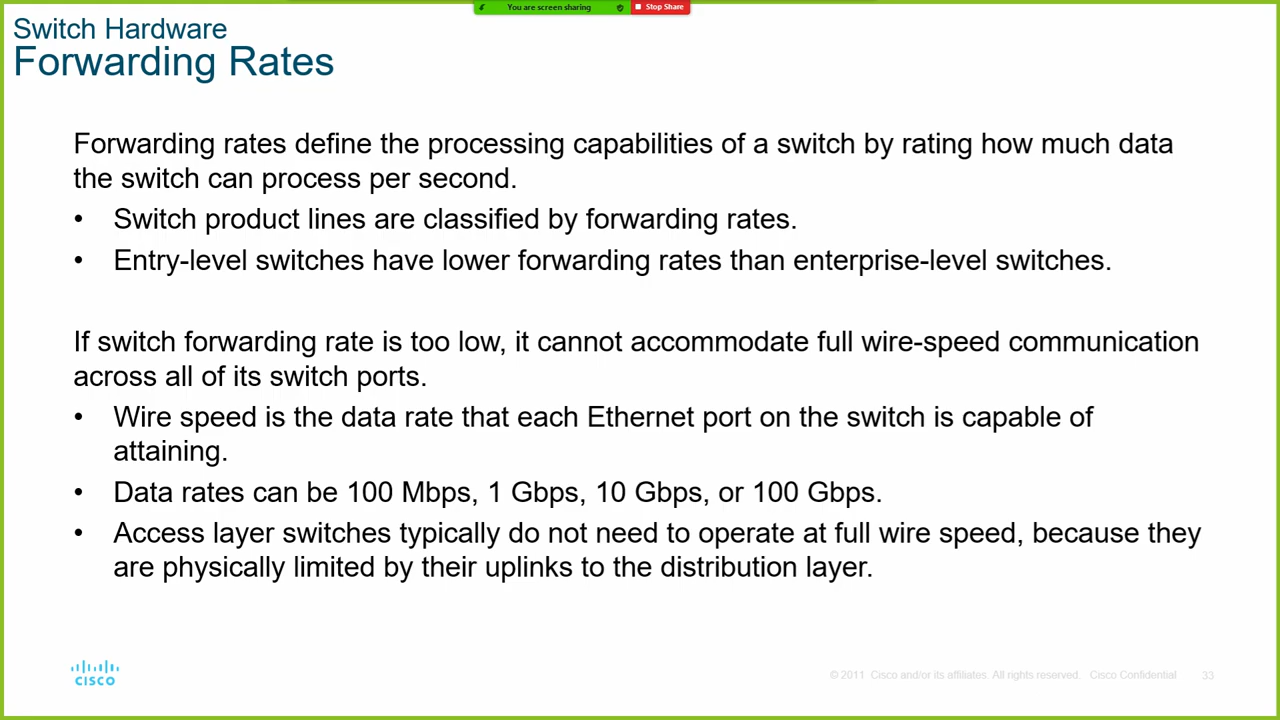 You are screen sharing
Stop Share
Switch Hardware
Forwarding Rates
Forwarding rates define the processing capabilities of a switch by rating how much data
the switch can process per second.
• Switch product lines are classified by forwarding rates.
• Entry-level switches have lower forwarding rates than enterprise-level switches.
If switch forwarding rate is too low, it cannot accommodate full wire-speed communication
across all of its switch ports.
• Wire speed is the data rate that each Ethernet port on the switch is capable of
attaining.
• Data rates can be 100 Mbps, 1 Gbps, 10 Gbps, or 100 Gbps.
• Access layer switches typically do not need to operate at full wire speed, because they
are physically limited by their uplinks to the distribution layer.
CISCO
© 2011 Cisco and/or its affiliates. All rights reserved. Cisco Confidential 33